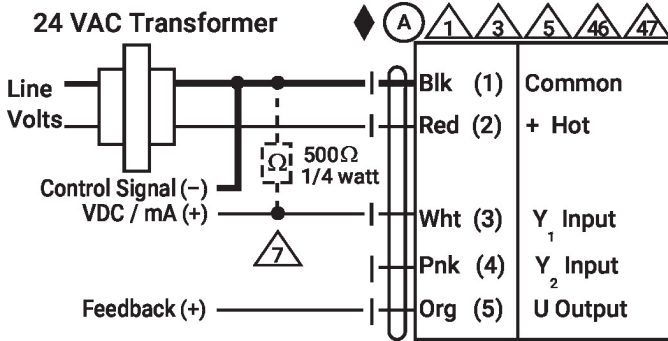 24 VAC Transformer
A 1 3 5 46 47
Line
Volts
Blk (1) Common
Red (2) + Hot
Ω 500Ω
1/4 watt
Control Signal (−)
VDC / mA (+)
Wht (3) Y1 Input
7
Pnk (4) Y2 Input
Feedback (+)
Org (5) U Output